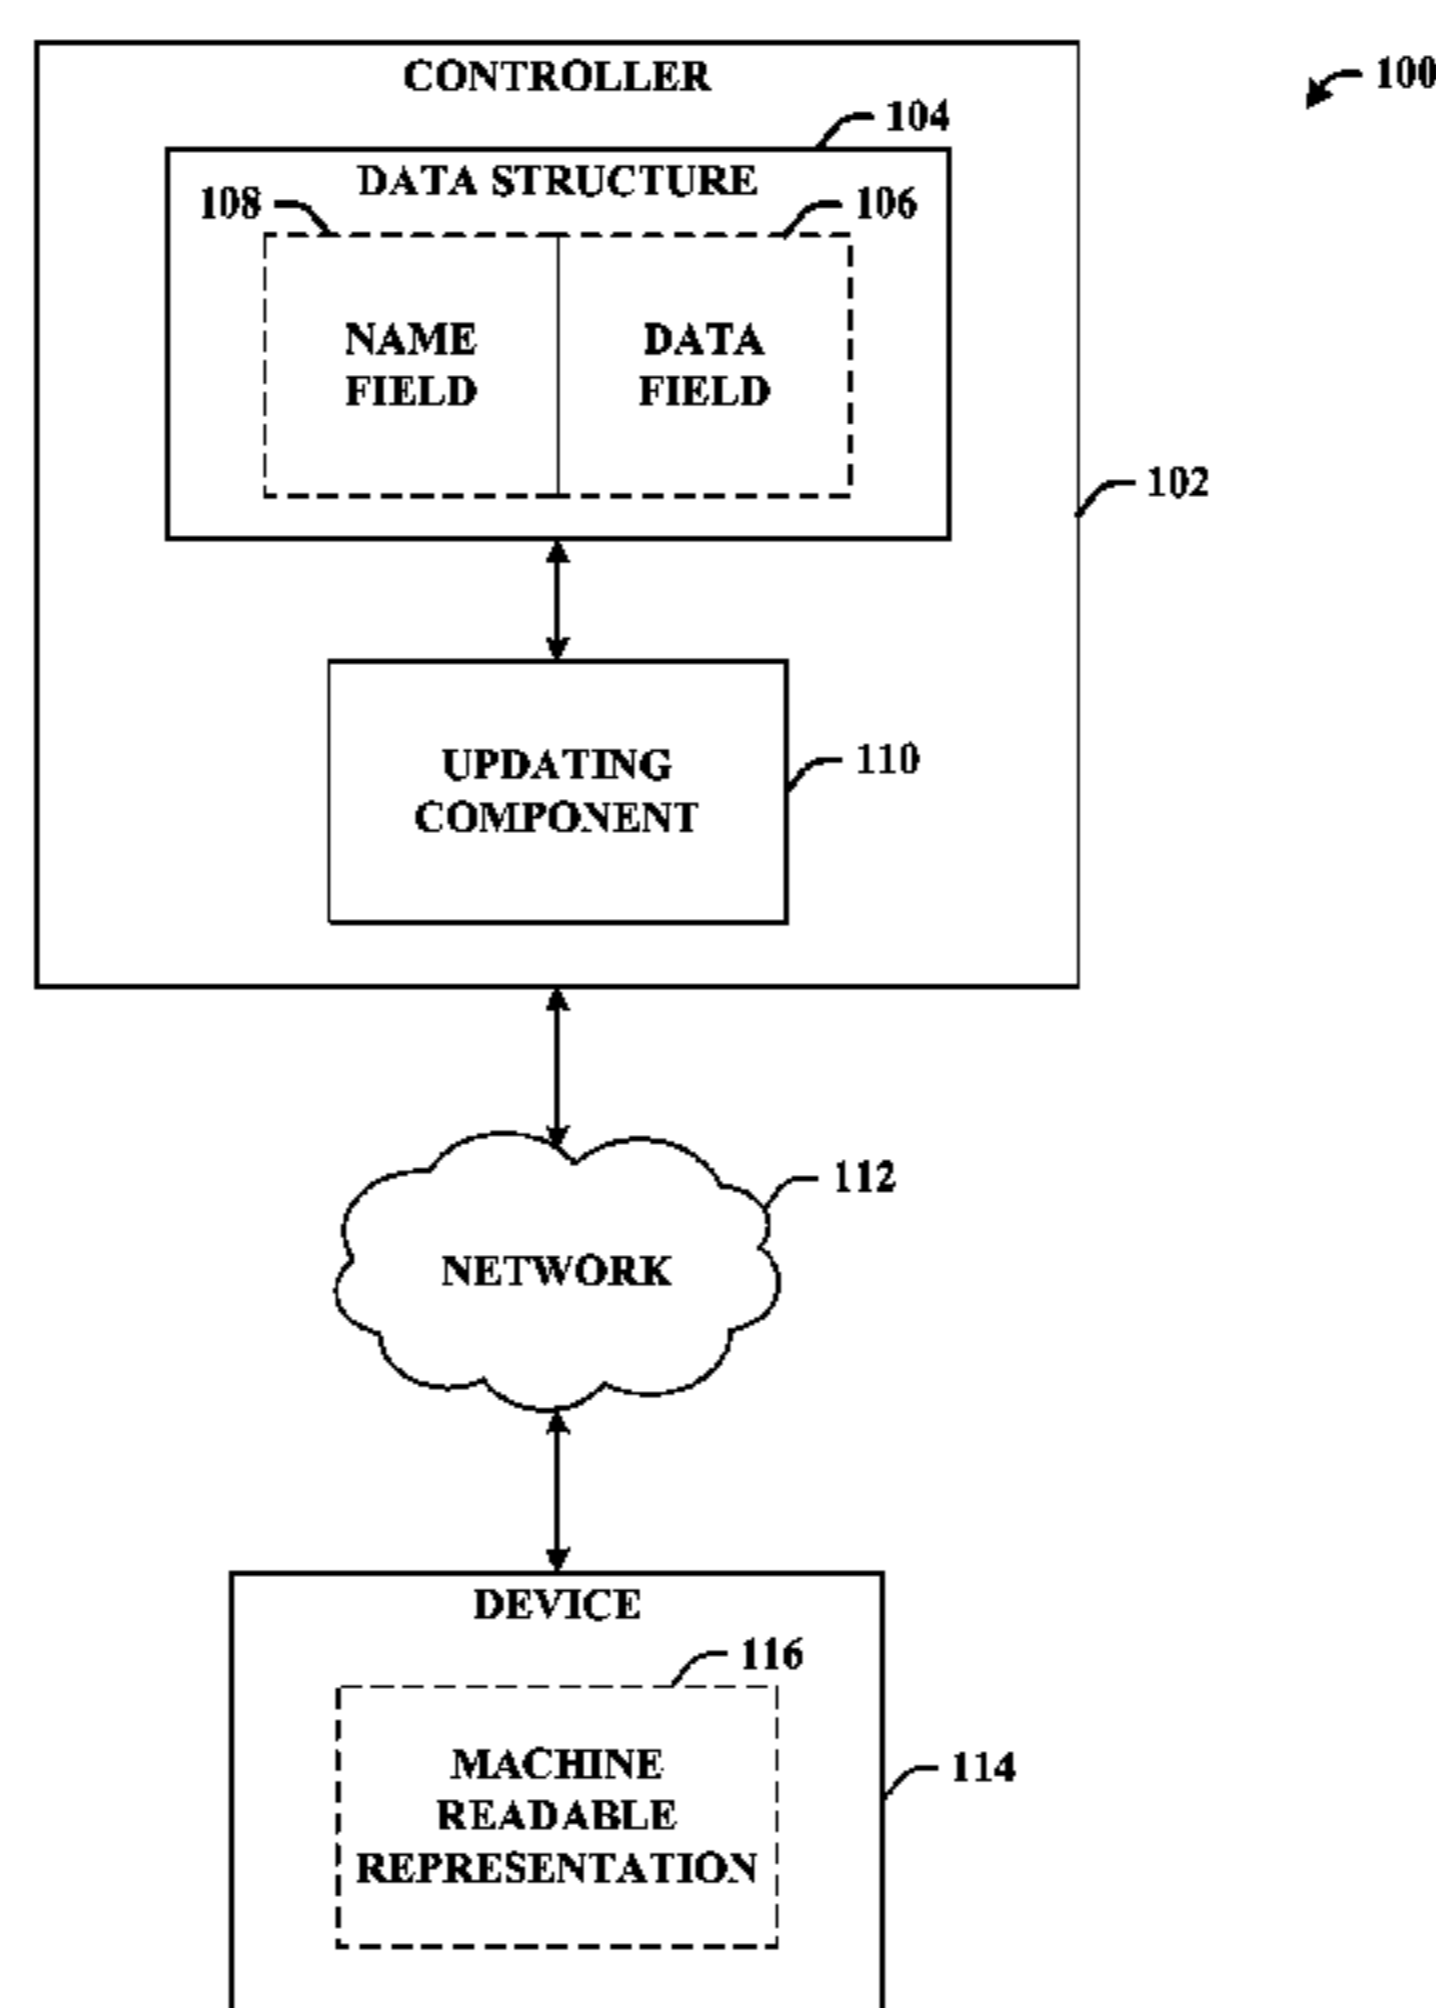 CONTROLLER
100
104
DATA STRUCTURE
108
106
NAME
FIELD
DATA
FIELD
102
UPDATING
COMPONENT
110
112
NETWORK
DEVICE
116
MACHINE
READABLE
REPRESENTATION
114